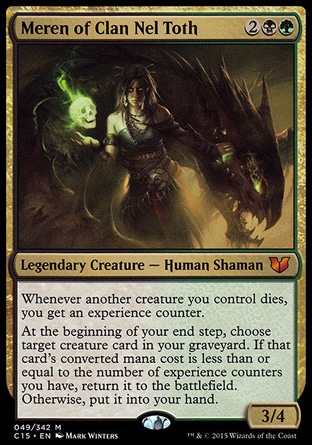 Meren of Clan Nel Toth 2
Legendary Creature — Human Shaman
Whenever another creature you control dies,
you get an experience counter.
At the beginning of your end step, choose
target creature card in your graveyard. If that
card's converted mana cost is less than or
equal to the number of experience counters
you have, return it to the battlefield.
Otherwise, put it into your hand.
3/4
049/342 M
C15 • EN Mark Winters
™ & © 2015 Wizards of the Coast